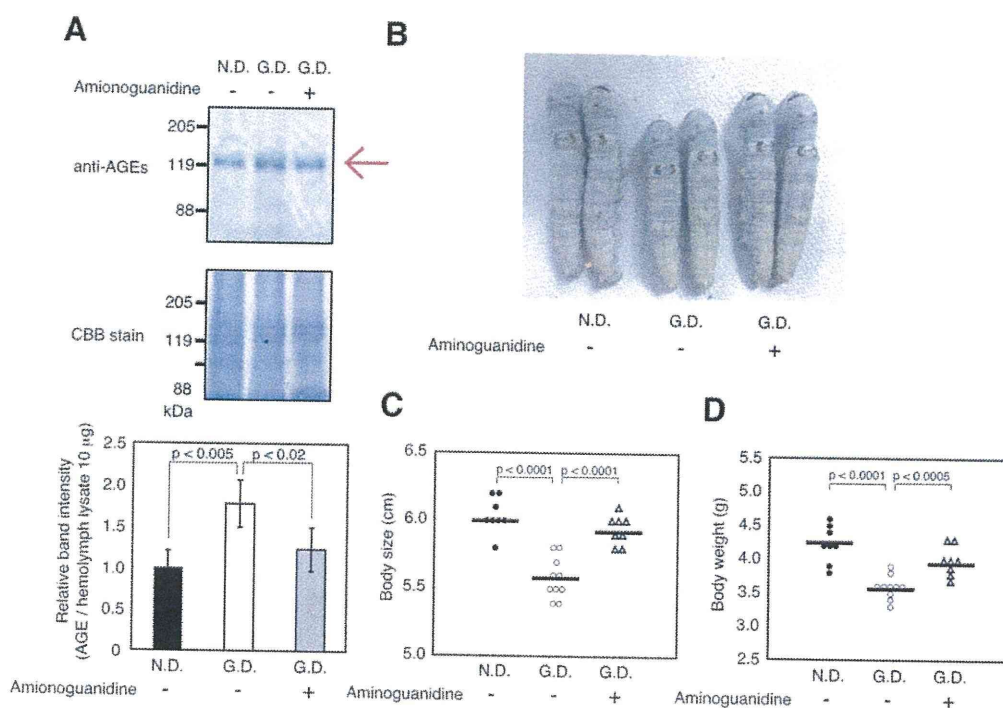 A
N.D. G.D. G.D.
Amionoguanidine - - +
205
anti-AGEs 119
88
205
CBB stain 119
88
kDa
Relative band intensity
(AGE / hemolymph lysate 10 µg)
2.5
2.0
1.5
1.0
0.5
0
p < 0.005 p < 0.02
N.D. G.D. G.D.
Amionoguanidine - - +
B
N.D. G.D. G.D.
Aminoguanidine - - +
C
Body size (cm)
6.5
6.0
5.5
5.0
p < 0.0001 p < 0.0001
N.D. G.D. G.D.
Aminoguanidine - - +
D
Body weight (g)
5.5
5.0
4.5
4.0
3.5
3.0
2.5
p < 0.0001 p < 0.0005
N.D. G.D. G.D.
Aminoguanidine - - +